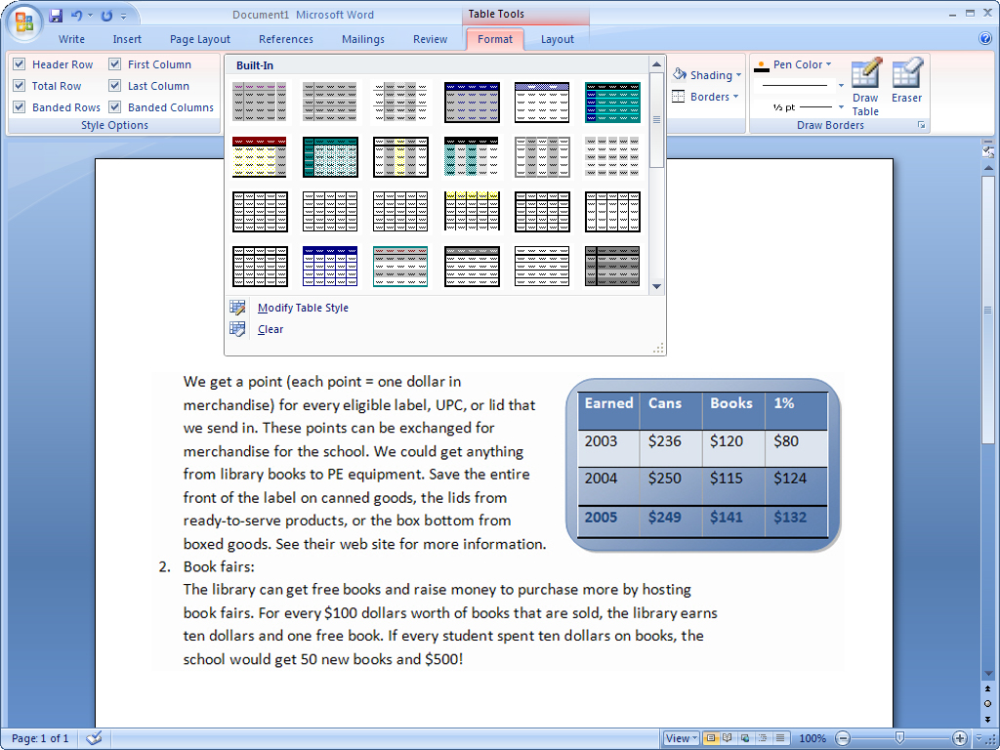 Document1 Microsoft Word
Table Tools
Write Insert Page Layout References Mailings Review Format Layout
Header Row First Column
Total Row Last Column
Banded Rows Banded Columns
Style Options
Built-In
Modify Table Style
Clear
Shading
Borders
Pen Color
½ pt
Draw Table
Eraser
Draw Borders
We get a point (each point = one dollar in
merchandise) for every eligible label, UPC, or lid that
we send in. These points can be exchanged for
merchandise for the school. We could get anything
from library books to PE equipment. Save the entire
front of the label on canned goods, the lids from
ready-to-serve products, or the box bottom from
boxed goods. See their web site for more information.
Earned Cans Books 1%
2003 $236 $120 $80
2004 $250 $115 $124
2005 $249 $141 $132
2. Book fairs:
The library can get free books and raise money to purchase more by hosting
book fairs. For every $100 dollars worth of books that are sold, the library earns
ten dollars and one free book. If every student spent ten dollars on books, the
school would get 50 new books and $500!
Page: 1 of 1 View 100%